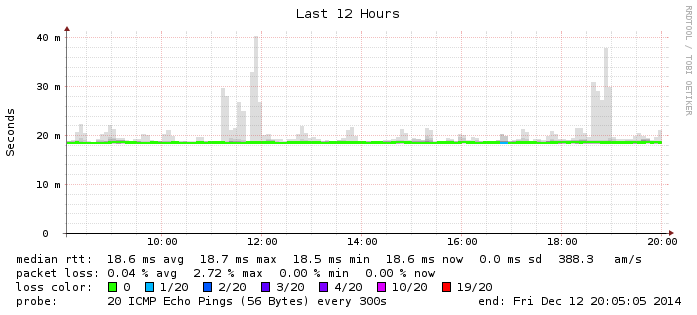 Last 12 Hours
RRDTOOL / TOBI OETIKER
Seconds
40 m
30 m
20 m
10 m
0
10:00 12:00 14:00 16:00 18:00 20:00
median rtt: 18.6 ms avg 18.7 ms max 18.5 ms min 18.6 ms now 0.0 ms sd 388.3 am/s
packet loss: 0.04 % avg 2.72 % max 0.00 % min 0.00 % now
loss color: 0 1/20 2/20 3/20 4/20 10/20 19/20
probe: 20 ICMP Echo Pings (56 Bytes) every 300s end: Fri Dec 12 20:05:05 2014